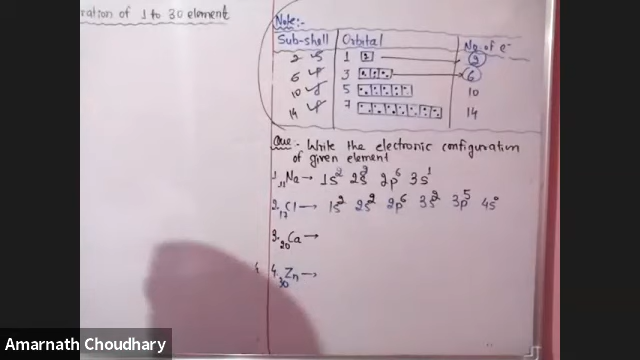 ration of 1 to 30 element
Note:-
Sub-shell Orbital No. of e⁻
2 s 1 2
6 p 3 6
10 d 5 10
14 f 7 14
Que:- Write the electronic configuration
of given element
1. ₁₁Na → 1s² 2s² 2p⁶ 3s¹
2. ₁₇Cl → 1s² 2s² 2p⁶ 3s² 3p⁵ 4s⁰
3. ₂₀Ca →
4. ₃₀Zn →
Amarnath Choudhary